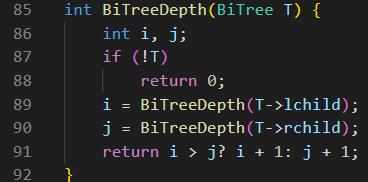 85 int BiTreeDepth(BiTree T) {
86     int i, j;
87     if (!T)
88         return 0;
89     i = BiTreeDepth(T->lchild);
90     j = BiTreeDepth(T->rchild);
91     return i > j? i + 1: j + 1;
92 }